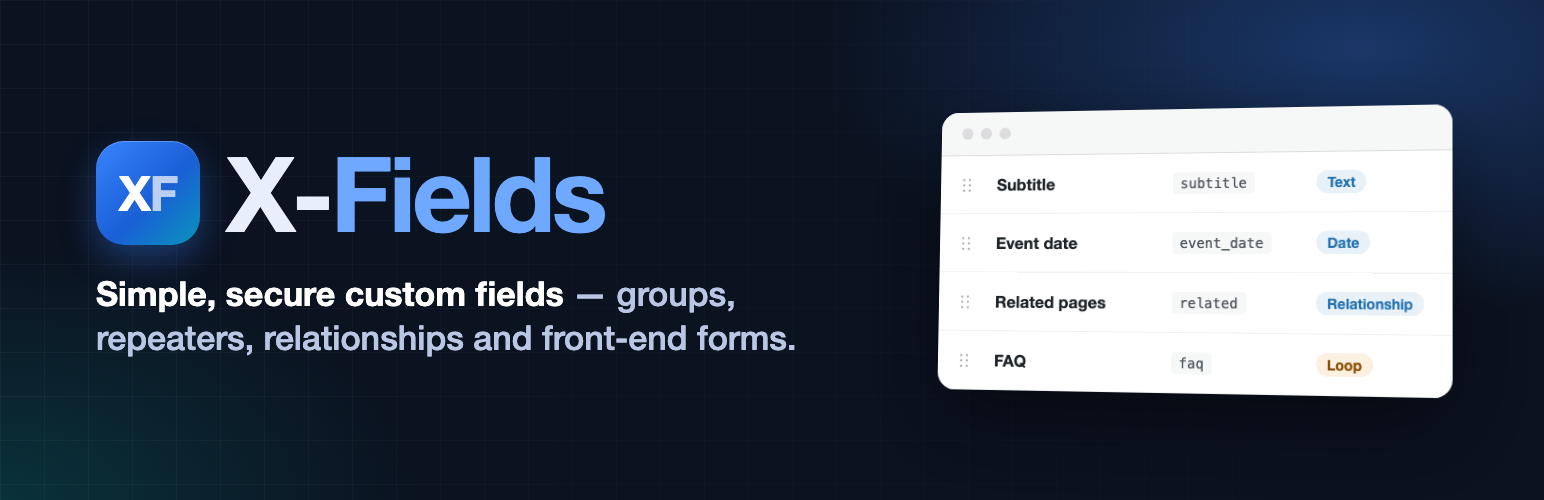 XF
X-Fields
Simple, secure custom fields — groups,
repeaters, relationships and front-end forms.
Subtitle subtitle Text
Event date event_date Date
Related pages related Relationship
FAQ faq Loop